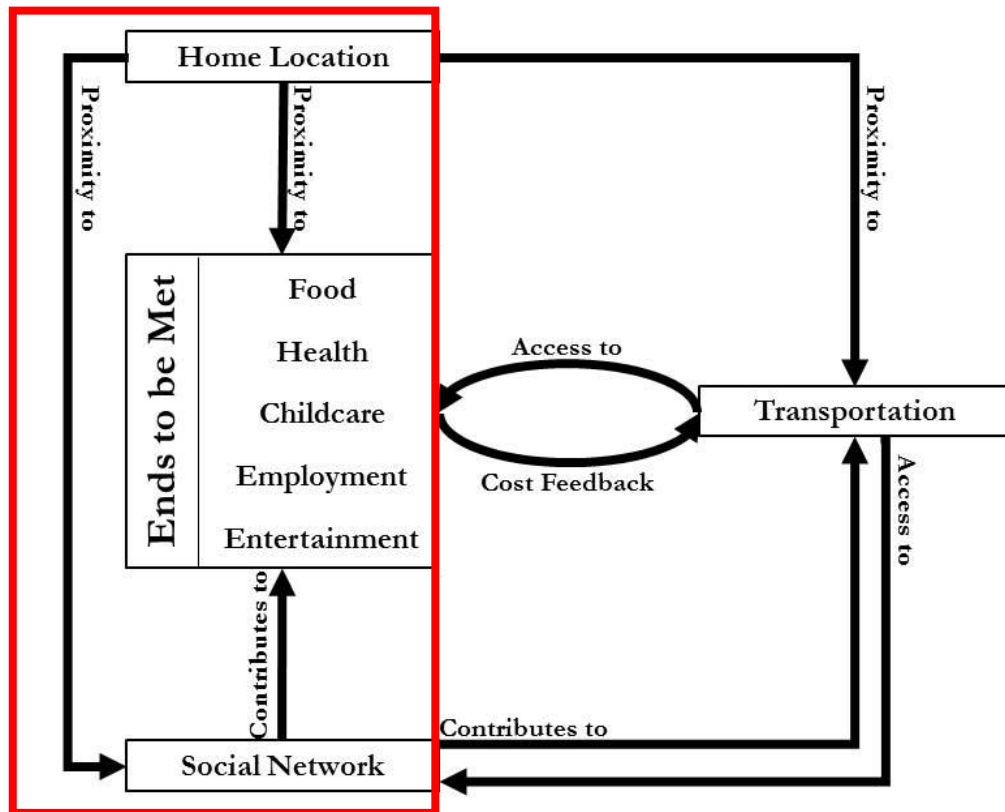 Home Location
Proximity to
Proximity to
Proximity to
Ends to be Met
Food
Health
Childcare
Employment
Entertainment
Access to
Cost Feedback
Transportation
Access to
Contributes to
Contributes to
Social Network